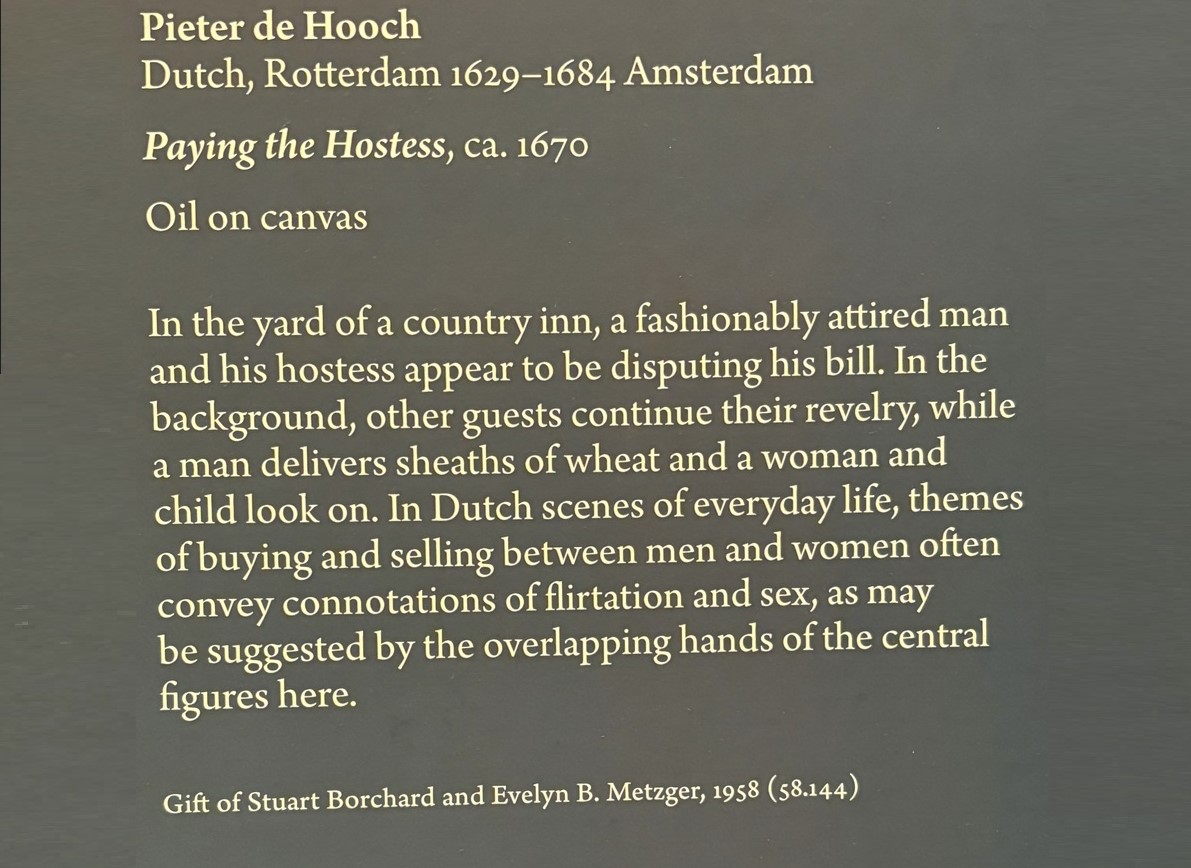 Pieter de Hooch
Dutch, Rotterdam 1629–1684 Amsterdam
Paying the Hostess, ca. 1670
Oil on canvas
In the yard of a country inn, a fashionably attired man
and his hostess appear to be disputing his bill. In the
background, other guests continue their revelry, while
a man delivers sheaths of wheat and a woman and
child look on. In Dutch scenes of everyday life, themes
of buying and selling between men and women often
convey connotations of flirtation and sex, as may
be suggested by the overlapping hands of the central
figures here.
Gift of Stuart Borchard and Evelyn B. Metzger, 1958 (58.144)